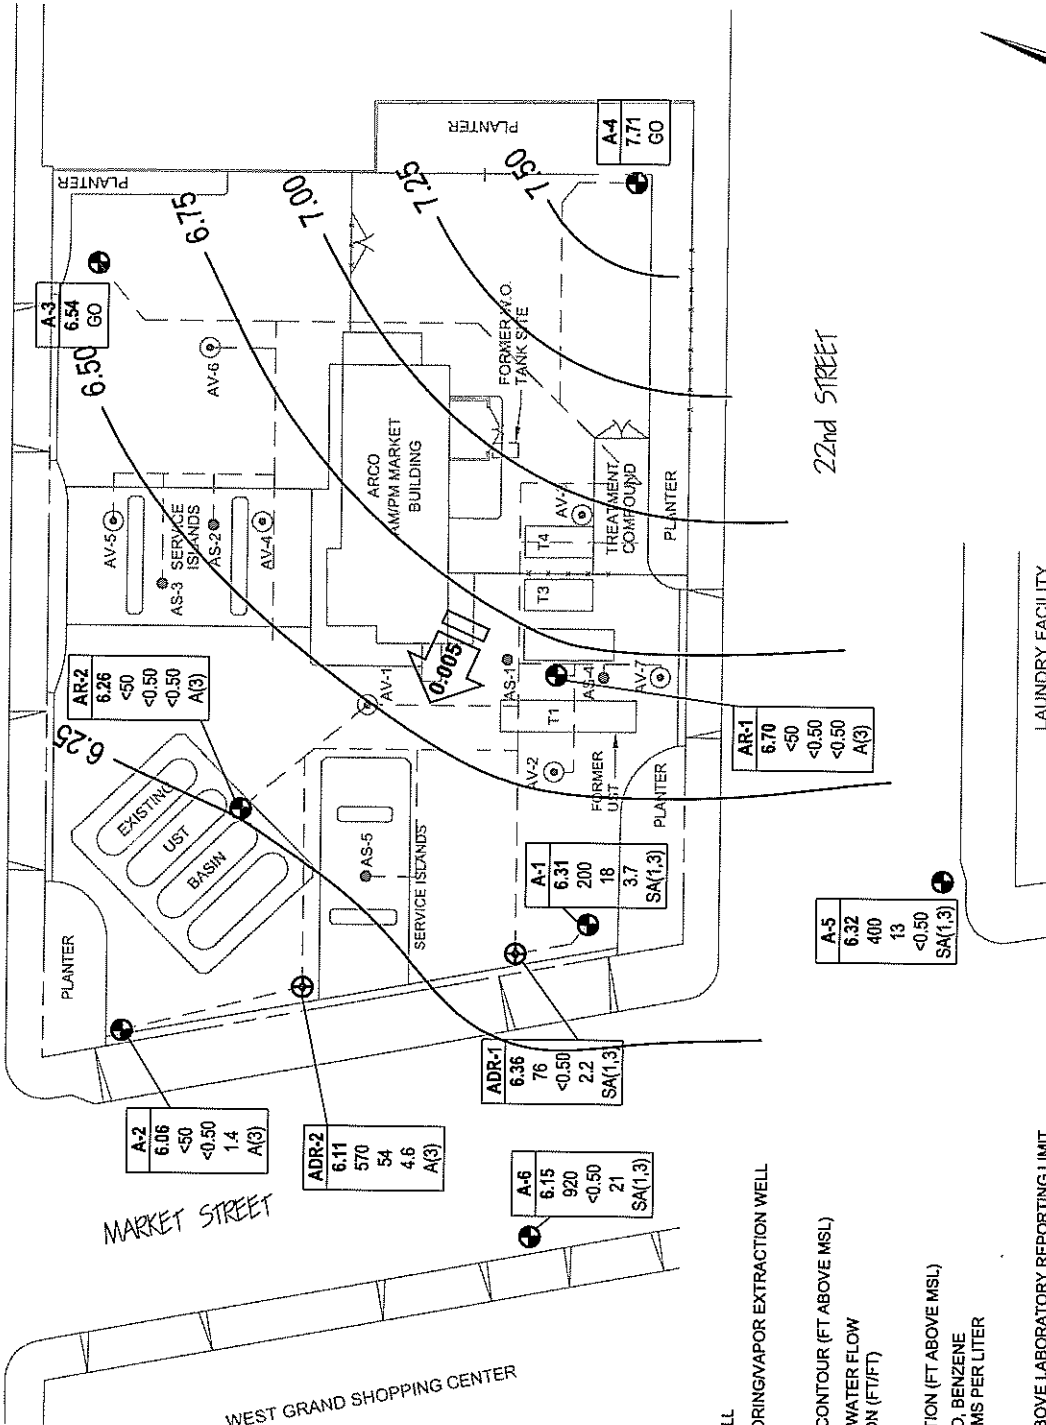 PLANTER
PLANTER
A-4
7.71
GO
A-3
6.54
GO
6.50
6.75
7.00
7.25
7.50
AV-6
FORMER W.O.
TANK SITE
22nd STREET
ARCO
AM/PM MARKET
BUILDING
AV-5
AS-3
SERVICE
ISLANDS
AS-2
AV-4
T4
T3
TREATMENT
COMPOUND
PLANTER
LAUNDRY FACILITY
AR-2
6.26
<50
<0.50
<0.50
A(3)
6.25
0.005
AV-1
AS-1
AS-4
AV-7
T1
AV-2
FORMER
UST
PLANTER
AR-1
6.70
<50
<0.50
<0.50
A(3)
EXISTING
UST
BASIN
AS-5
SERVICE ISLANDS
PLANTER
A-1
6.31
200
18
3.7
SA(1,3)
A-5
6.32
400
13
<0.50
SA(1,3)
A-2
6.06
<50
<0.50
1.4
A(3)
ADR-2
6.11
570
54
4.6
A(3)
ADR-1
6.36
76
<0.50
2.2
SA(1,3)
A-6
6.15
920
<0.50
21
SA(1,3)
MARKET STREET
WEST GRAND SHOPPING CENTER
LL
ORING/VAPOR EXTRACTION WELL
CONTOUR (FT ABOVE MSL)
WATER FLOW
ON (FT/FT)
TION (FT ABOVE MSL)
O, BENZENE
MS PER LITER
BOVE LABORATORY REPORTING LIMIT